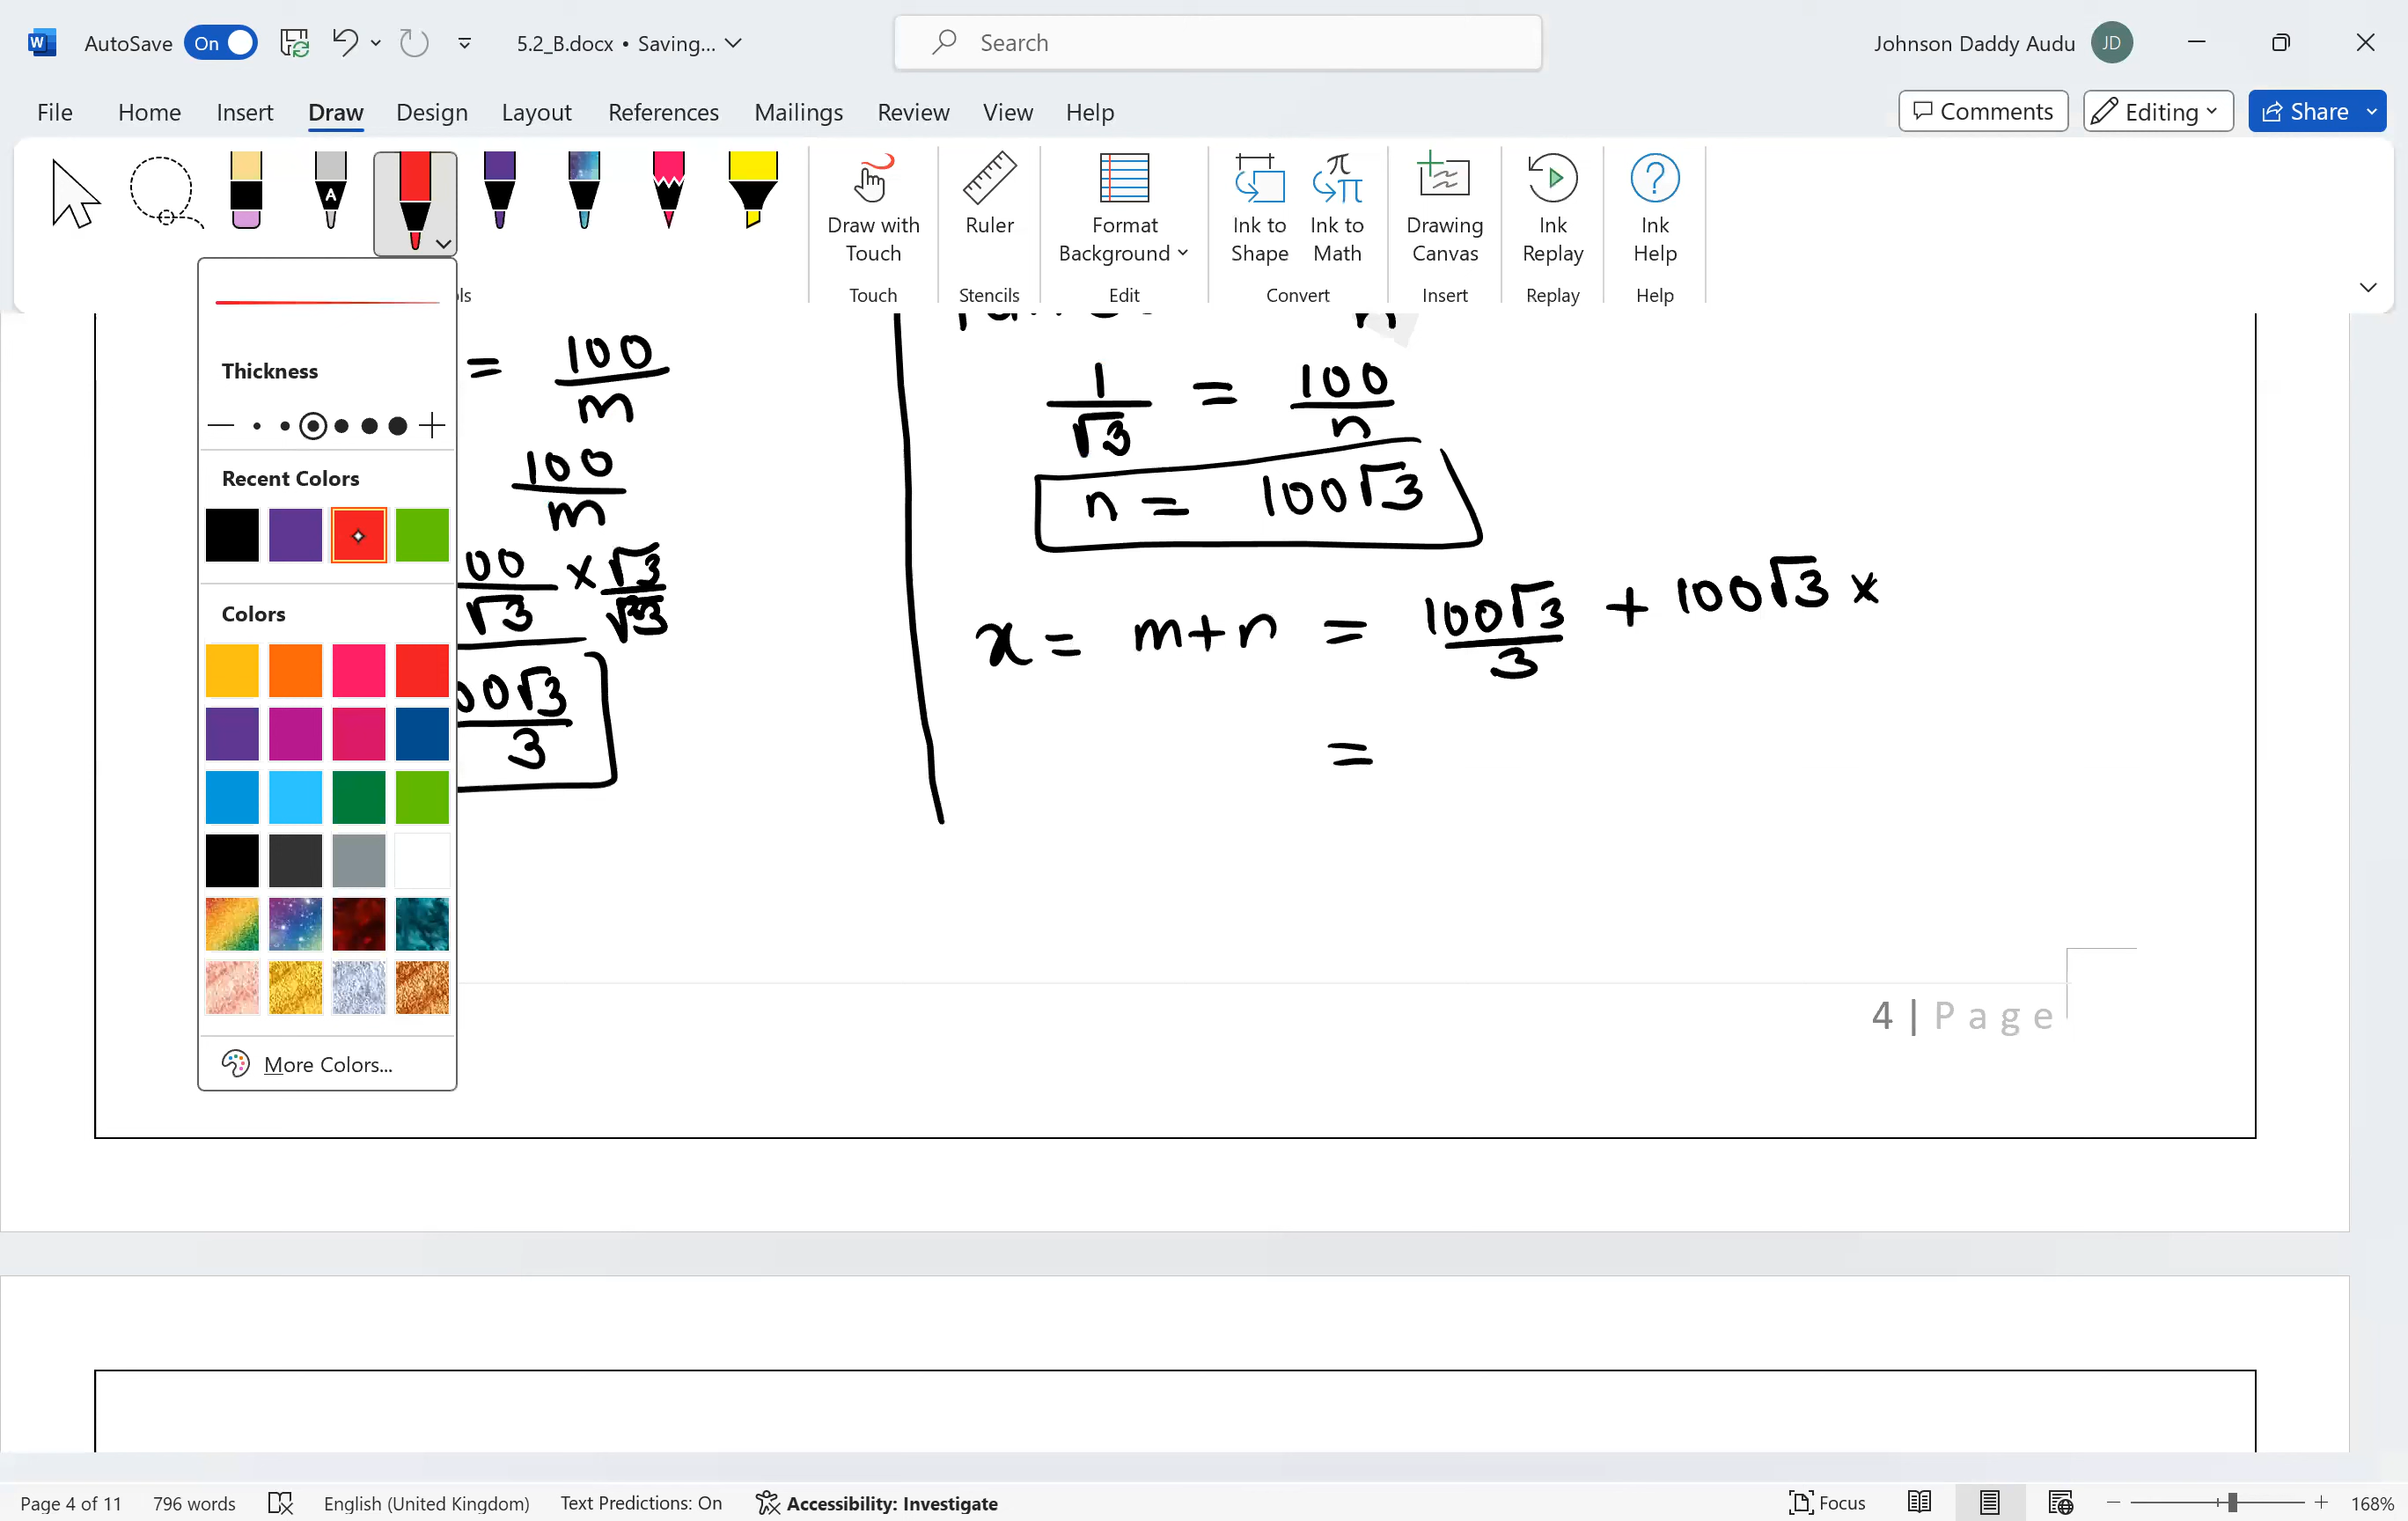 AutoSave On 5.2_B.docx • Saving... Search Johnson Daddy Audu JD
File Home Insert Draw Design Layout References Mailings Review View Help Comments Editing Share
Draw with Touch Ruler Format Background Ink to Shape Ink to Math Drawing Canvas Ink Replay Ink Help
ls Touch Stencils Edit Convert Insert Replay Help
Thickness
Recent Colors
Colors
More Colors...
= 100/m
100/m
00/√3 × √3/√3
00√3/3
1/√3 = 100/n
n = 100√3
x = m+n = 100√3/3 + 100√3 ×
=
4 | Page
Page 4 of 11 796 words English (United Kingdom) Text Predictions: On Accessibility: Investigate Focus 168%